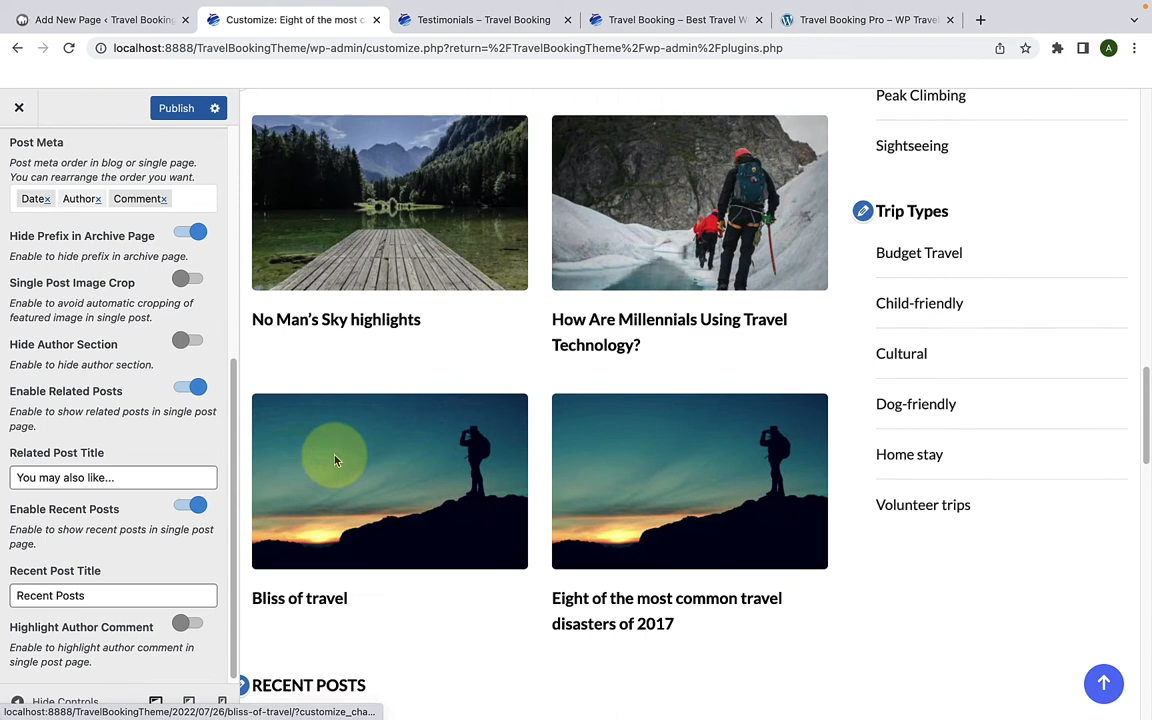 Add New Page ‹ Travel Booking
Customize: Eight of the most c
Testimonials – Travel Booking
Travel Booking – Best Travel W
Travel Booking Pro – WP Trave
localhost:8888/TravelBookingTheme/wp-admin/customize.php?return=%2FTravelBookingTheme%2Fwp-admin%2Fplugins.php
A
Publish
Post Meta
Post meta order in blog or single page.
You can rearrange the order you want.
Date× Author× Comment×
Hide Prefix in Archive Page
Enable to hide prefix in archive page.
Single Post Image Crop
Enable to avoid automatic cropping of
featured image in single post.
Hide Author Section
Enable to hide author section.
Enable Related Posts
Enable to show related posts in single post
page.
Related Post Title
You may also like...
Enable Recent Posts
Enable to show recent posts in single post
page.
Recent Post Title
Recent Posts
Highlight Author Comment
Enable to highlight author comment in
single post page.
Hide Controls
localhost:8888/TravelBookingTheme/2022/07/26/bliss-of-travel/?customize_cha...
No Man's Sky highlights
How Are Millennials Using Travel
Technology?
Bliss of travel
Eight of the most common travel
disasters of 2017
RECENT POSTS
Peak Climbing
Sightseeing
Trip Types
Budget Travel
Child-friendly
Cultural
Dog-friendly
Home stay
Volunteer trips